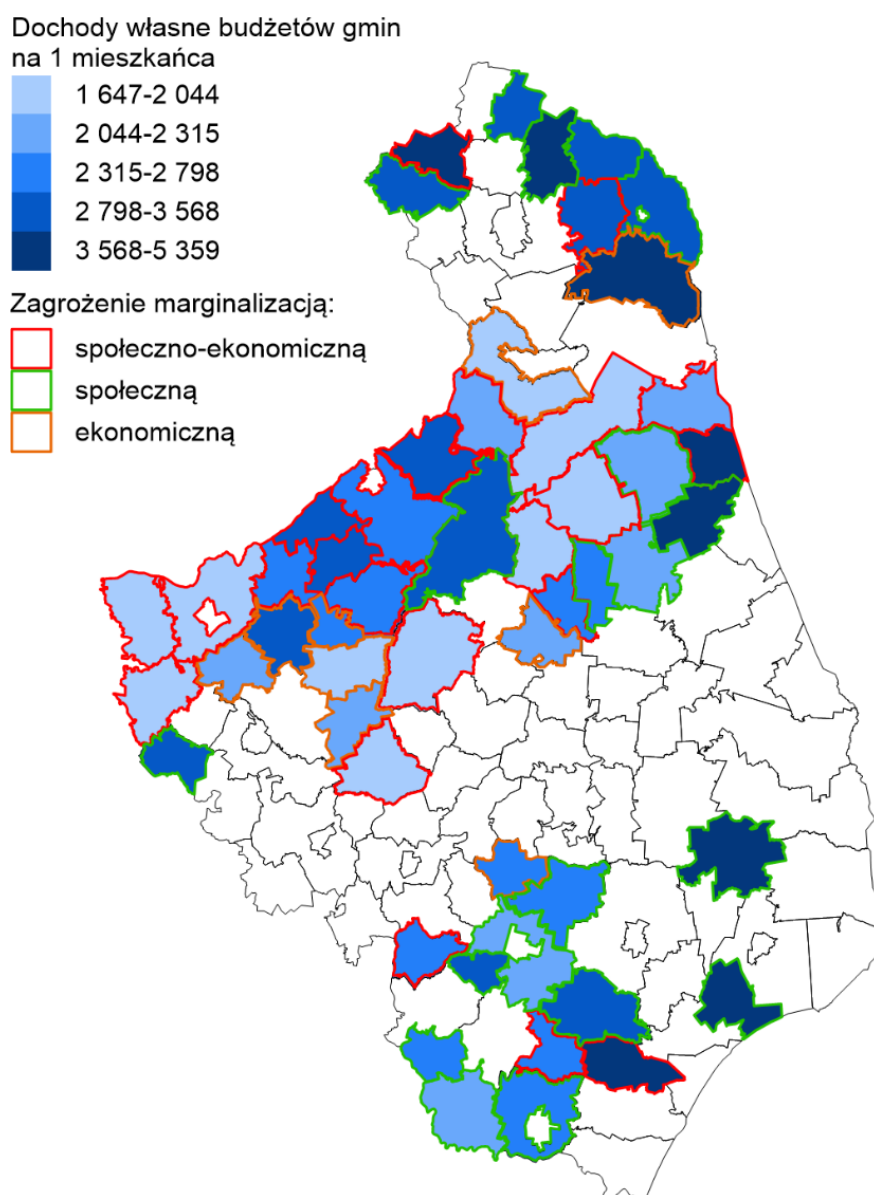 Dochody własne budżetów gmin
na 1 mieszkańca
1 647-2 044
2 044-2 315
2 315-2 798
2 798-3 568
3 568-5 359
Zagrożenie marginalizacją:
społeczno-ekonomiczną
społeczną
ekonomiczną